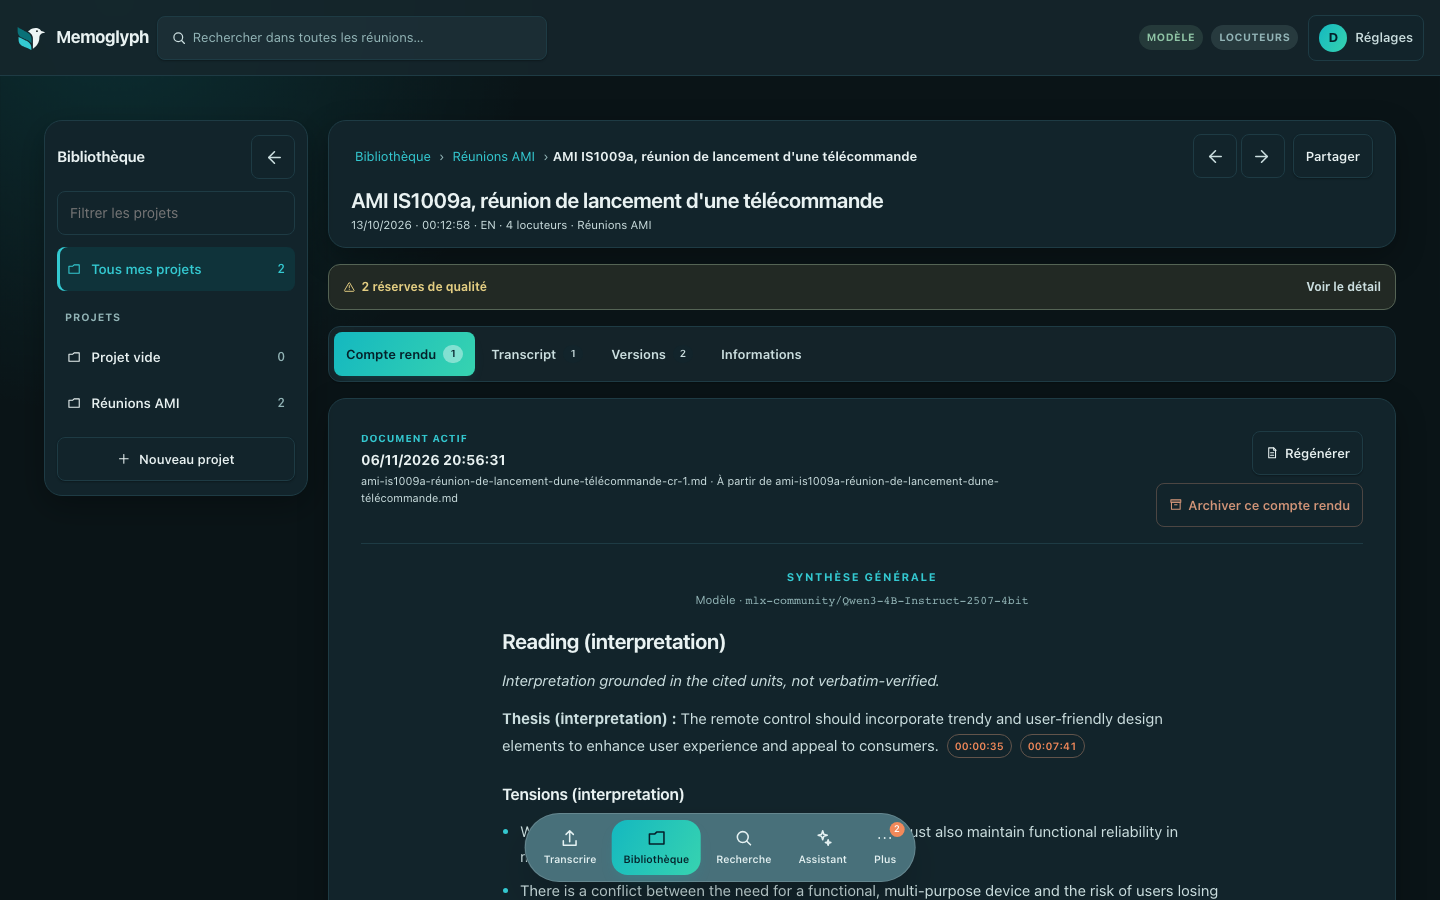 Memoglyph
Rechercher dans toutes les réunions...
MODÈLE
LOCUTEURS
D
Réglages
Bibliothèque
Filtrer les projets
Tous mes projets 2
PROJETS
Projet vide 0
Réunions AMI 2
Nouveau projet
Bibliothèque › Réunions AMI › AMI IS1009a, réunion de lancement d'une télécommande
Partager
AMI IS1009a, réunion de lancement d'une télécommande
13/10/2026 · 00:12:58 · EN · 4 locuteurs · Réunions AMI
2 réserves de qualité
Voir le détail
Compte rendu 1
Transcript 1
Versions 2
Informations
DOCUMENT ACTIF
06/11/2026 20:56:31
ami-is1009a-réunion-de-lancement-dune-télécommande-cr-1.md · À partir de ami-is1009a-réunion-de-lancement-dune-
télécommande.md
Régénérer
Archiver ce compte rendu
SYNTHÈSE GÉNÉRALE
Modèle · mlx-community/Qwen3-4B-Instruct-2507-4bit
Reading (interpretation)
Interpretation grounded in the cited units, not verbatim-verified.
Thesis (interpretation) : The remote control should incorporate trendy and user-friendly design
elements to enhance user experience and appeal to consumers. 00:00:35 00:07:41
Tensions (interpretation)
also maintain functional reliability in
There is a conflict between the need for a functional, multi-purpose device and the risk of users losing
Transcrire
Bibliothèque
Recherche
Assistant
Plus
2